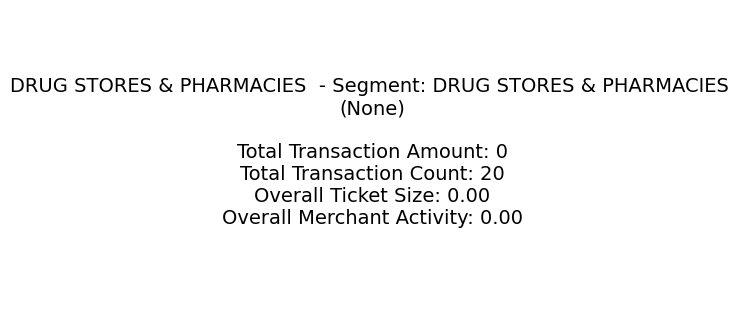 DRUG STORES & PHARMACIES  - Segment: DRUG STORES & PHARMACIES
(None)
Total Transaction Amount: 0
Total Transaction Count: 20
Overall Ticket Size: 0.00
Overall Merchant Activity: 0.00